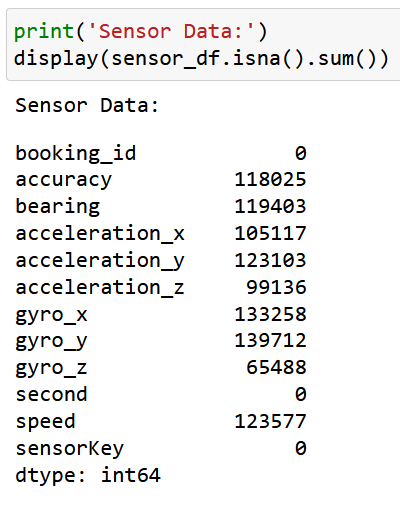 print('Sensor Data:')
display(sensor_df.isna().sum())
Sensor Data:
booking_id 0
accuracy 118025
bearing 119403
acceleration_x 105117
acceleration_y 123103
acceleration_z 99136
gyro_x 133258
gyro_y 139712
gyro_z 65488
second 0
speed 123577
sensorKey 0
dtype: int64